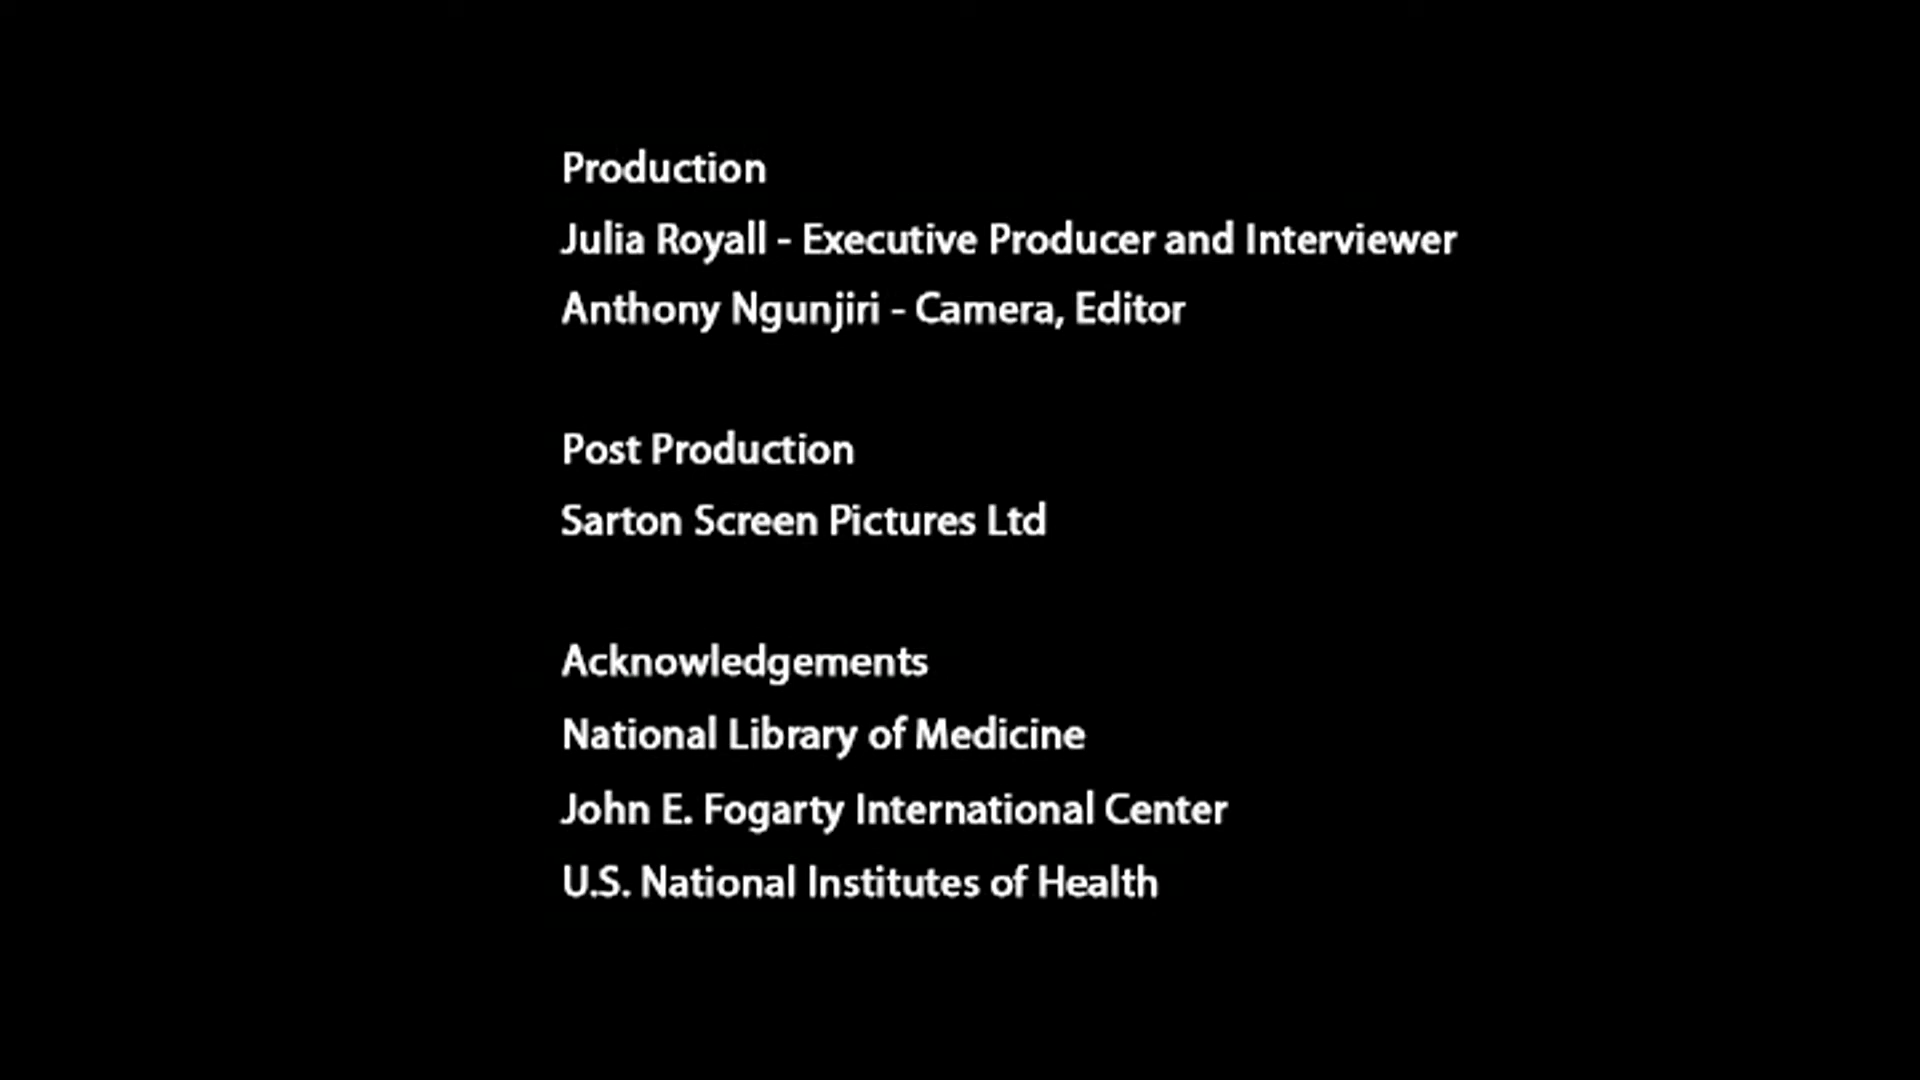 Production
Julia Royall - Executive Producer and Interviewer
Anthony Ngunjiri - Camera, Editor
Post Production
Sarton Screen Pictures Ltd
Acknowledgements
National Library of Medicine
John E. Fogarty International Center
U.S. National Institutes of Health